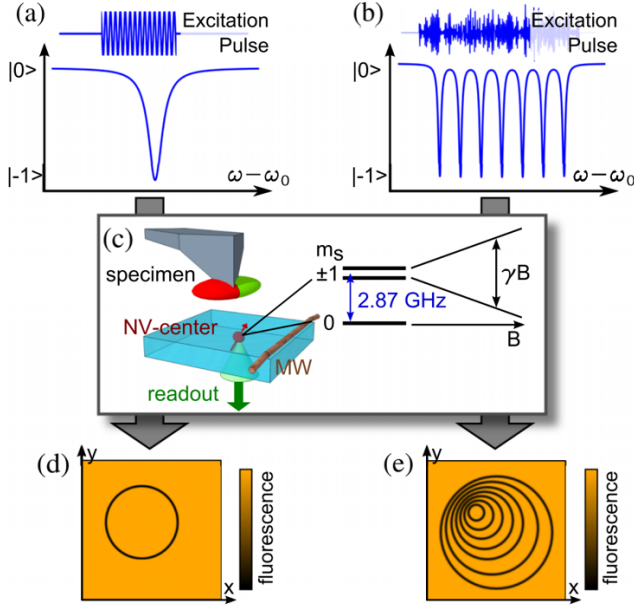 (a)
Excitation
Pulse
|0>
|-1>
ω−ω₀
(b)
Excitation
Pulse
|0>
|-1>
ω−ω₀
(c)
specimen
NV-center
MW
readout
mₛ
±1
2.87 GHz
0
γB
B
(d)
y
x
fluorescence
(e)
y
x
fluorescence